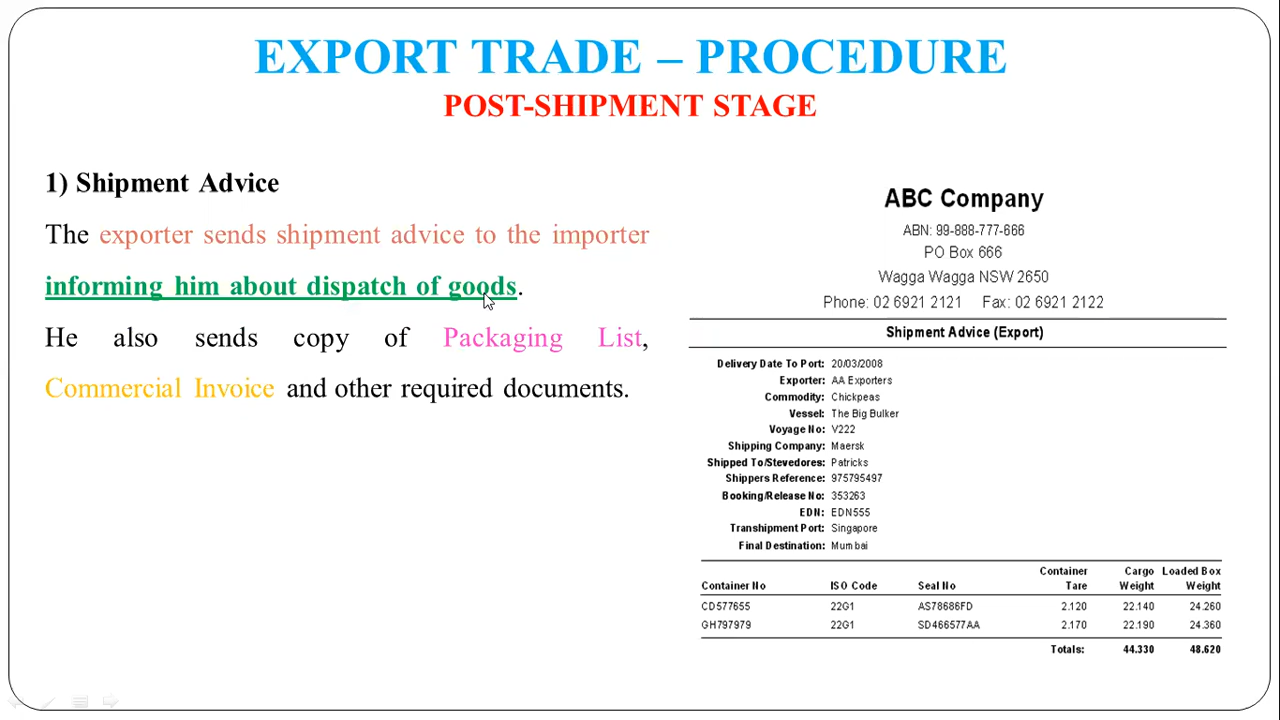 EXPORT TRADE – PROCEDURE
POST-SHIPMENT STAGE
1) Shipment Advice
The exporter sends shipment advice to the importer
informing him about dispatch of goods.
He also sends copy of Packaging List,
Commercial Invoice and other required documents.
ABC Company
ABN: 99-888-777-666
PO Box 666
Wagga Wagga NSW 2650
Phone: 02 6921 2121 Fax: 02 6921 2122
Shipment Advice (Export)
Delivery Date To Port: 20/03/2008
Exporter: AA Exporters
Commodity: Chickpeas
Vessel: The Big Bulker
Voyage No: V222
Shipping Company: Maersk
Shipped To/Stevedores: Patricks
Shippers Reference: 975795497
Booking/Release No: 353263
EDN: EDN555
Transhipment Port: Singapore
Final Destination: Mumbai
Container Cargo Loaded Box
Container No ISO Code Seal No Tare Weight Weight
CD577655 22G1 AS78686FD 2.120 22.140 24.260
GH797979 22G1 SD466577AA 2.170 22.190 24.360
Totals: 44.330 48.620